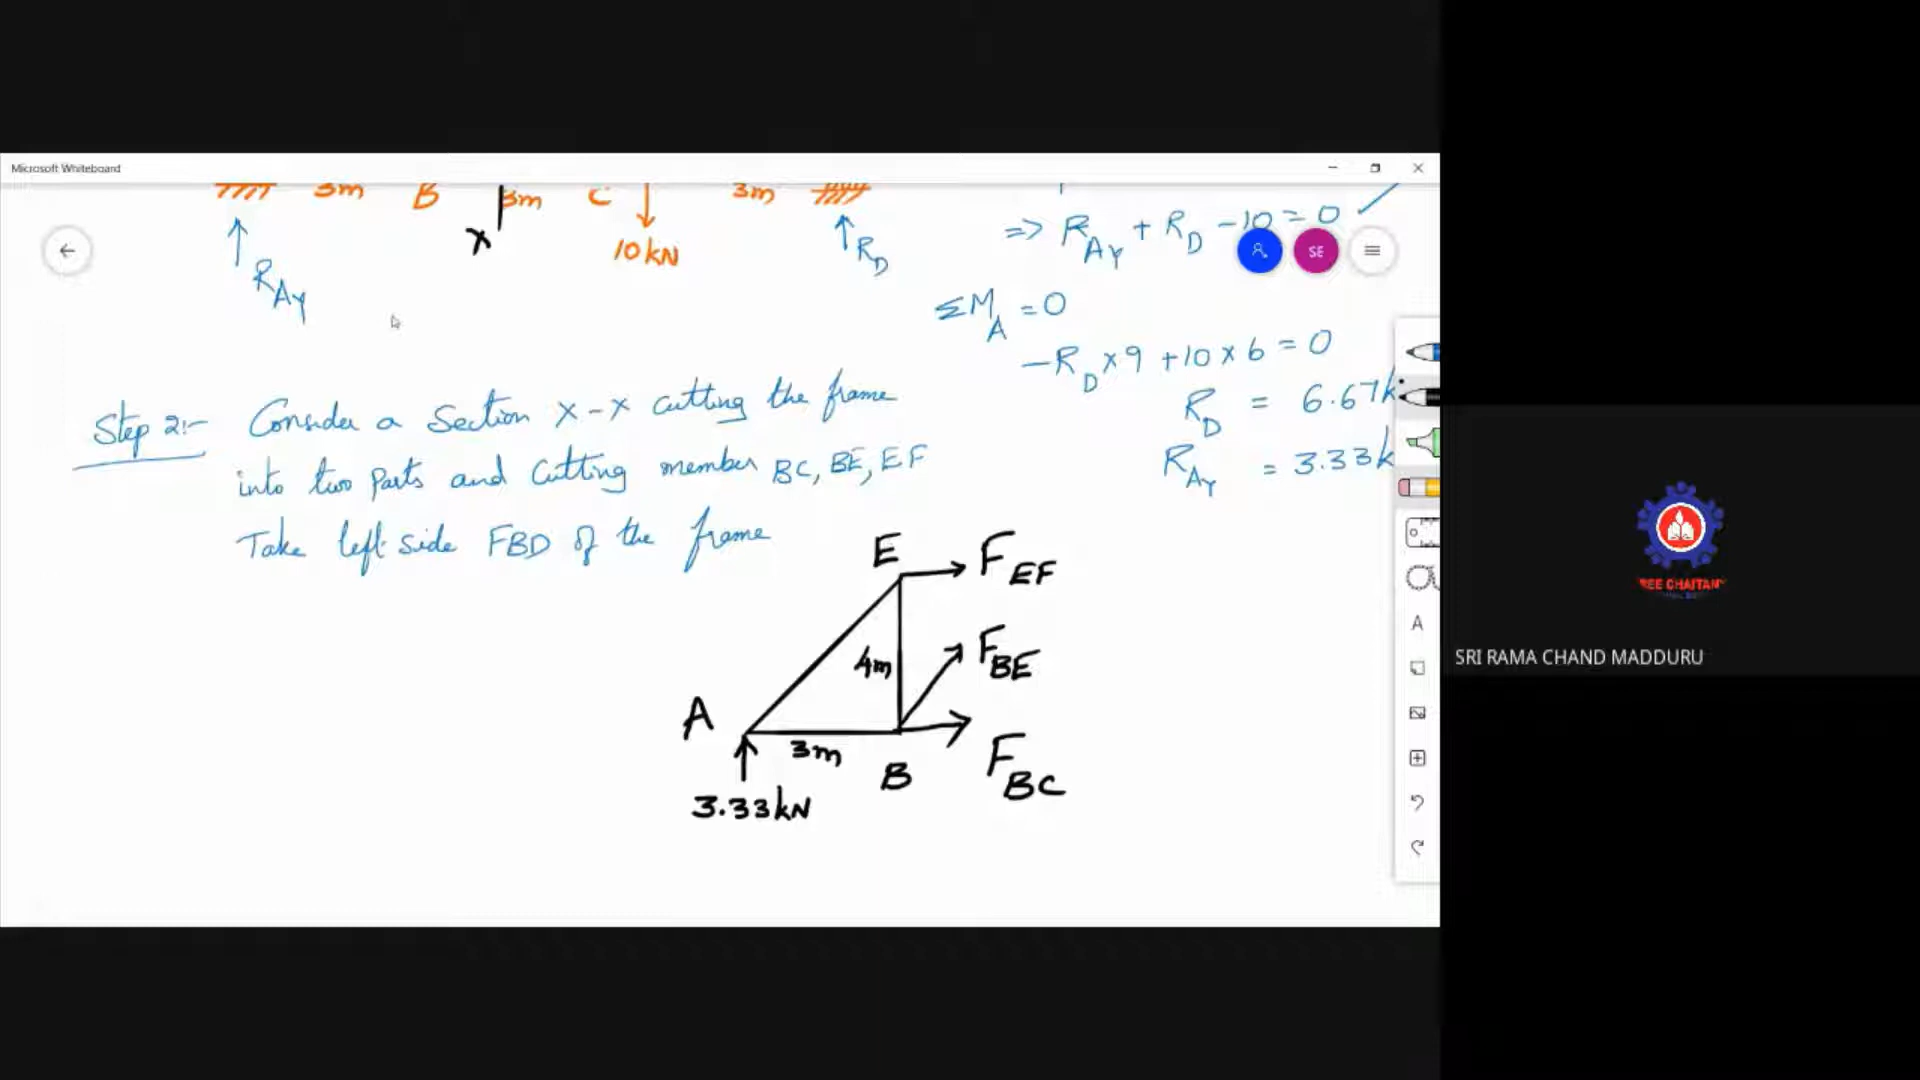 Microsoft Whiteboard
3m B 3m C 3m
X
10kN
R_AY
R_D
=> R_AY + R_D - 10 = 0 ✓
SE
ΣM_A = 0
-R_D × 9 + 10 × 6 = 0
R_D = 6.67k
R_AY = 3.33k
Step 2:- Consider a Section X-X cutting the frame
into two parts and cutting member BC, BE, EF
Take left side FBD of the frame
E F_EF
4m F_BE
A
3m
B F_BC
3.33kN
A
REE CHAITAN
SRI RAMA CHAND MADDURU